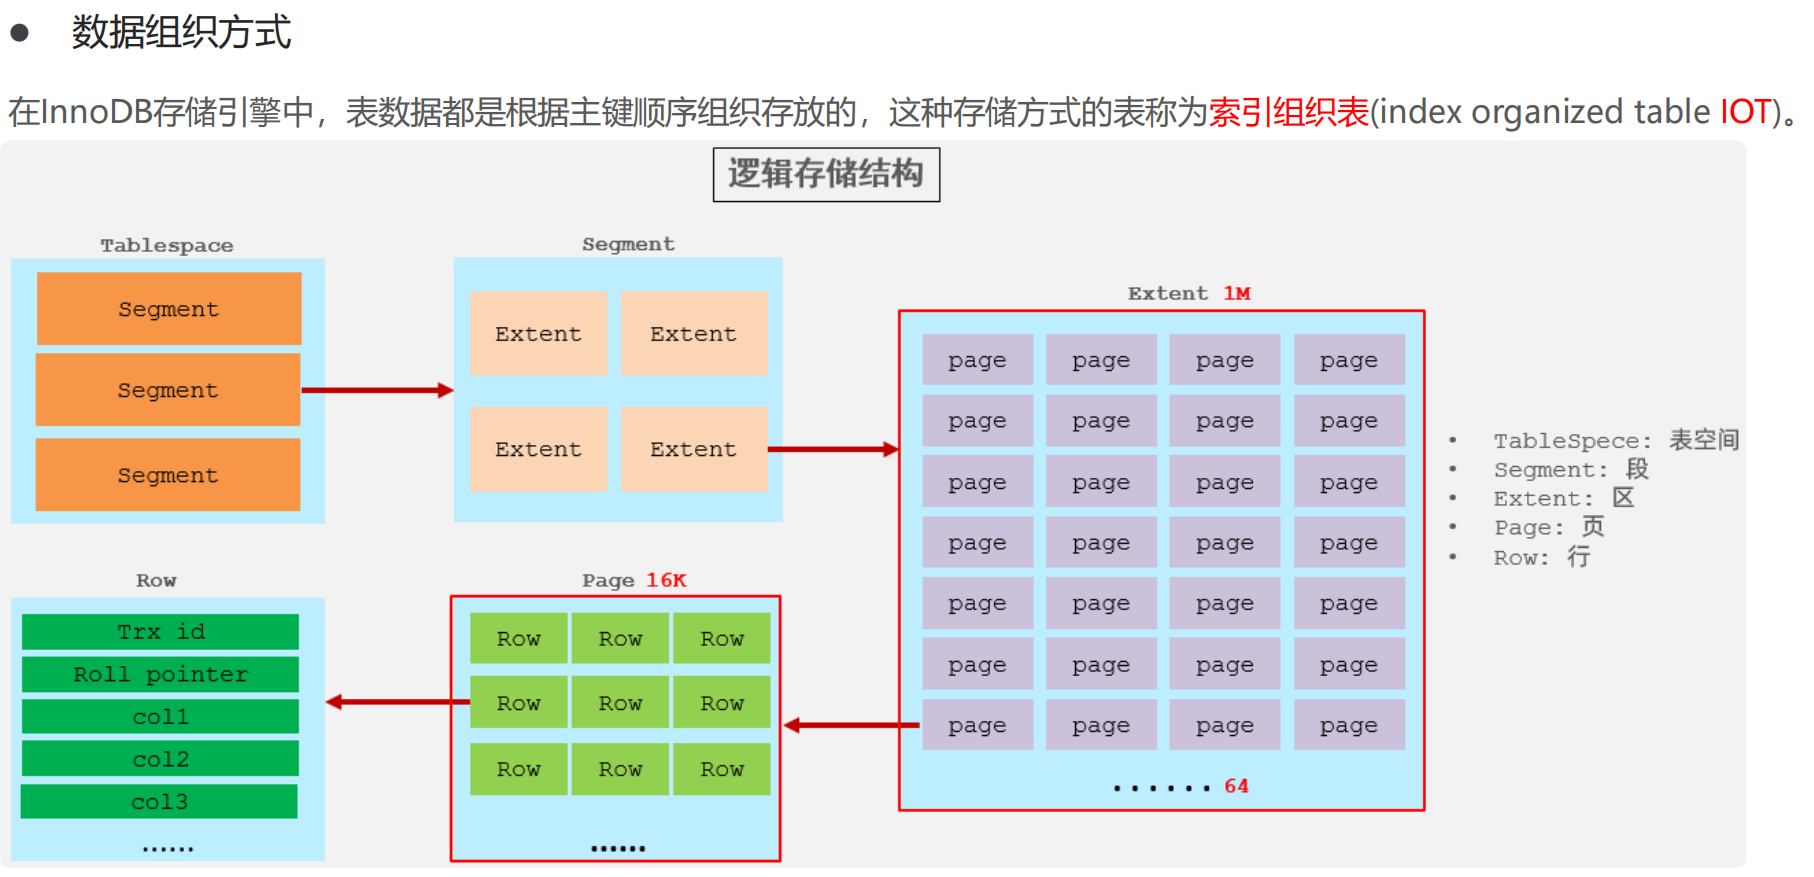 ● 数据组织方式
在InnoDB存储引擎中，表数据都是根据主键顺序组织存放的，这种存储方式的表称为索引组织表(index organized table IOT)。
逻辑存储结构
Tablespace
Segment
Segment
Segment
Segment
Extent Extent
Extent Extent
Extent 1M
page page page page
page page page page
page page page page
page page page page
page page page page
page page page page
page page page page
...... 64
• TableSpece: 表空间
• Segment: 段
• Extent: 区
• Page: 页
• Row: 行
Page 16K
Row Row Row
Row Row Row
Row Row Row
......
Row
Trx id
Roll pointer
col1
col2
col3
......